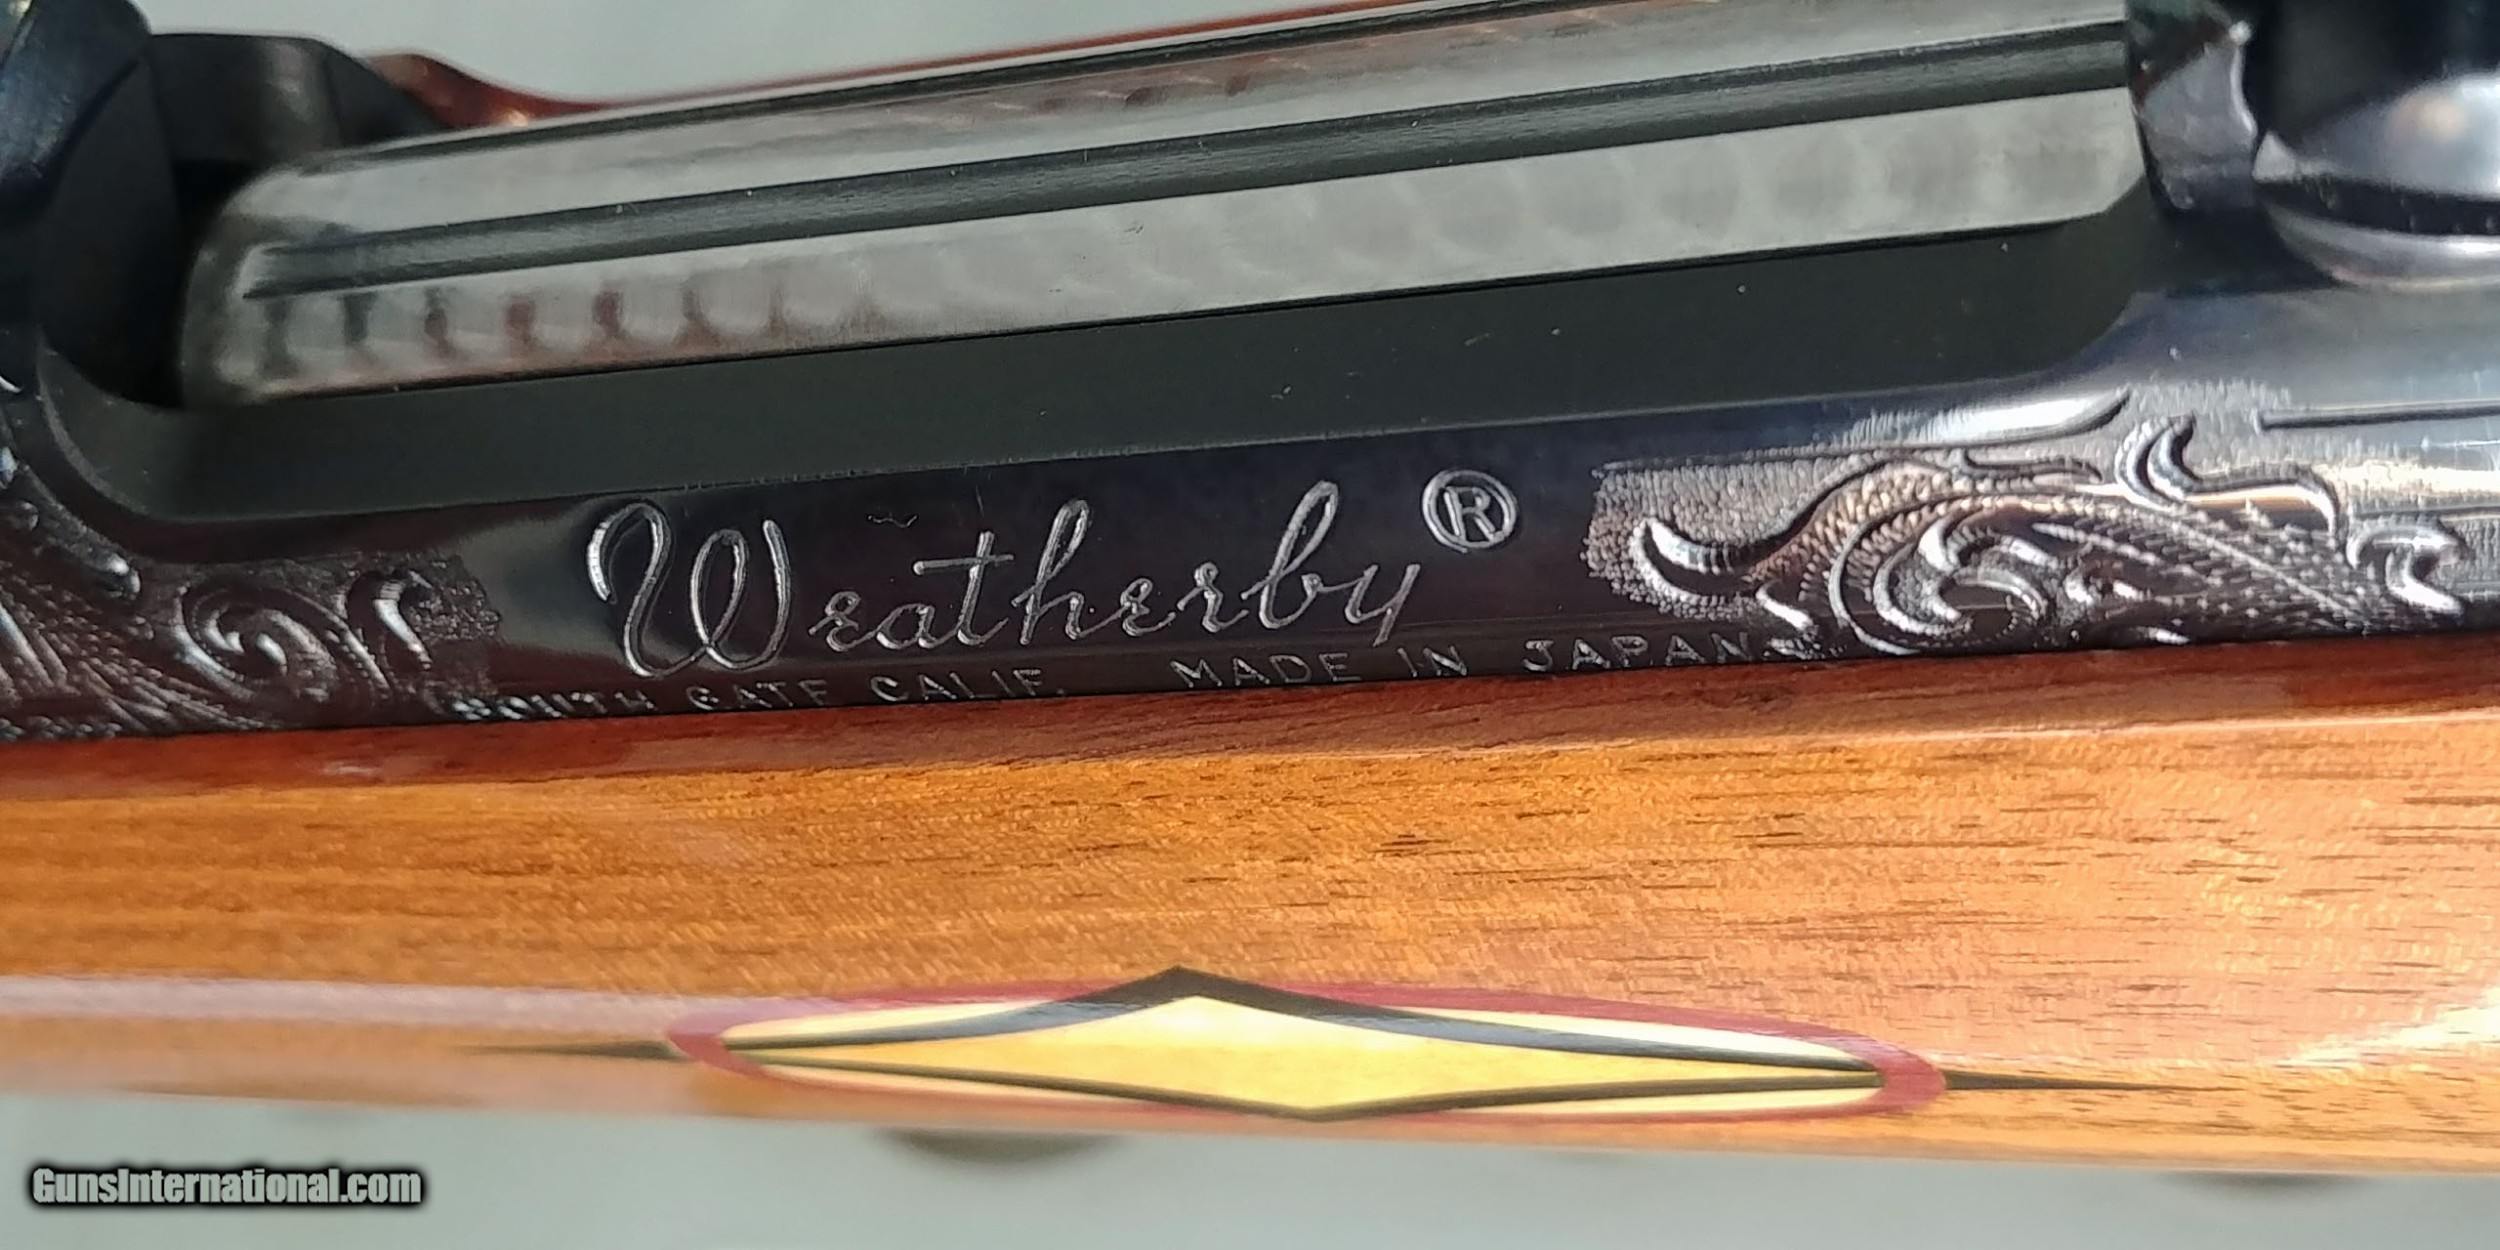 Weatherby®
SOUTH GATE CALIF. MADE IN JAPAN
GunsInternational.com